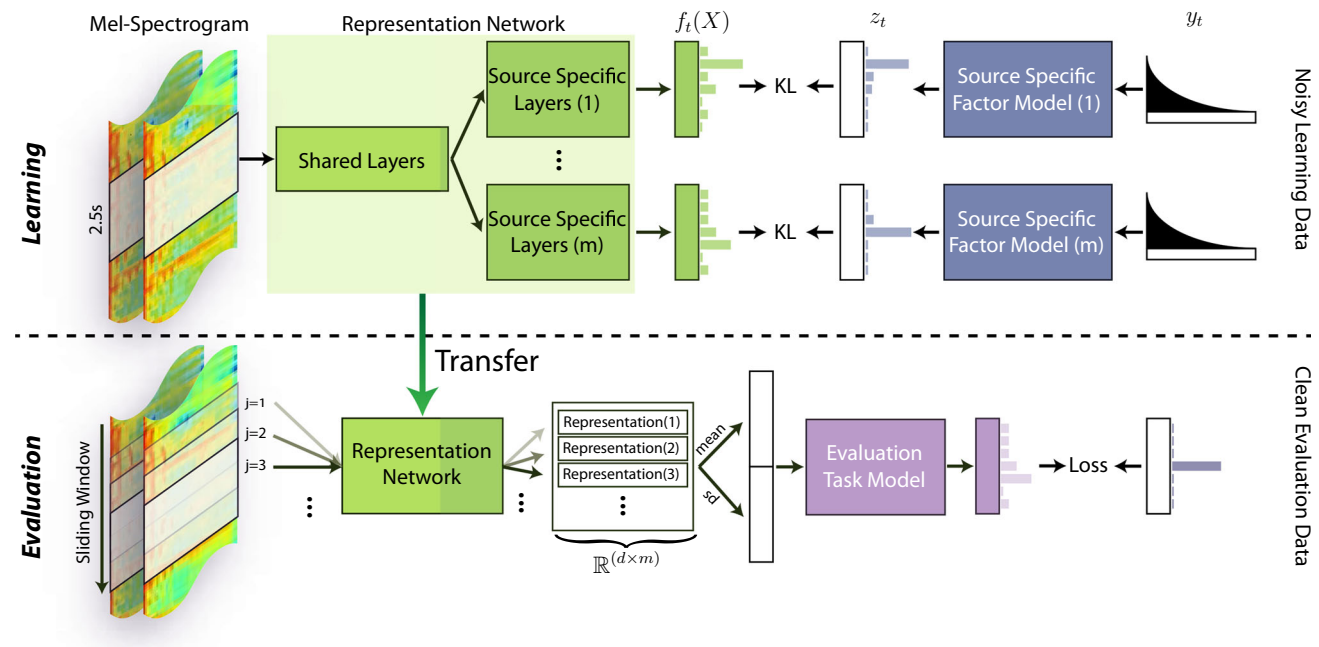 Mel-Spectrogram
Representation Network
f_t(X)
z_t
y_t
Learning
2.5s
Shared Layers
Source Specific
Layers (1)
Source Specific
Layers (m)
KL
KL
Source Specific
Factor Model (1)
Source Specific
Factor Model (m)
Noisy Learning Data
Transfer
Evaluation
Sliding Window
j=1
j=2
j=3
Representation
Network
Representation(1)
Representation(2)
Representation(3)
ℝ^(d×m)
mean
sd
Evaluation
Task Model
Loss
Clean Evaluation Data